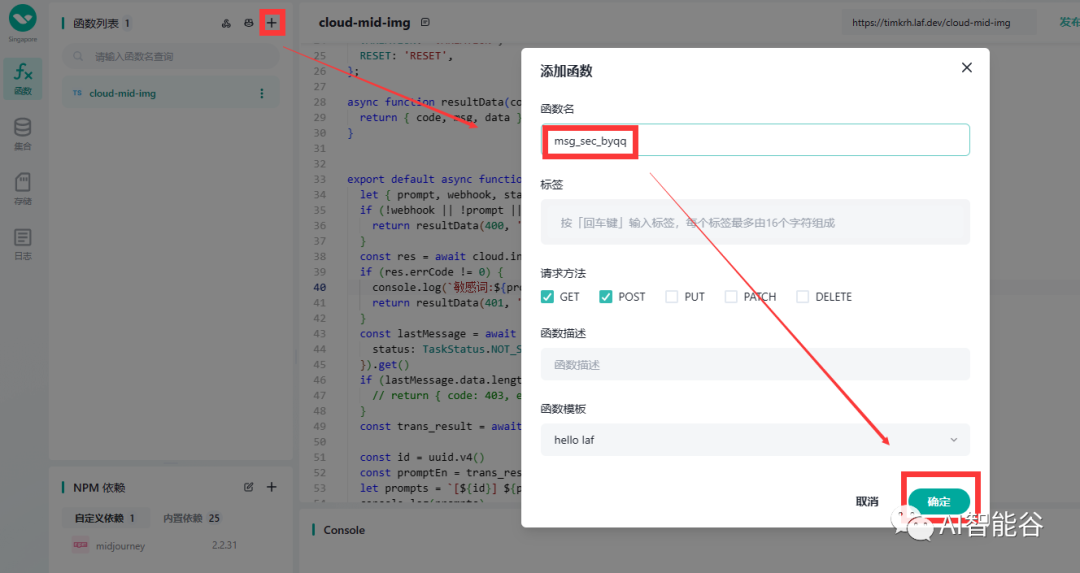 Singapore
函数
集合
存储
日志
函数列表 1
请输入函数名查询
TS cloud-mid-img
NPM 依赖
自定义依赖 1 内置依赖 25
midjourney 2.2.31
cloud-mid-img
https://timkrh.laf.dev/cloud-mid-img
发布
25 RESET: 'RESET',
26 };
27
28 async function resultData(co
29 return { code, msg, data }
30 }
31
32
33 export default async functio
34 let { prompt, webhook, sta
35 if (!webhook || !prompt ||
36 return resultData(400, '
37 }
38 const res = await cloud.in
39 if (res.errCode != 0) {
40 console.log(`敏感词:${pro
41 return resultData(401, '
42 }
43 const lastMessage = await
44 status: TaskStatus.NOT_S
45 }).get()
46 if (lastMessage.data.lengt
47 // return { code: 403, e
48 }
49 const trans_result = await
50
51 const id = uuid.v4()
52 const promptEn = trans_res
53 let prompts = `[${id}] ${p
54
Console
添加函数
函数名
msg_sec_byqq
标签
按「回车键」输入标签，每个标签最多由16个字符组成
请求方法
GET POST PUT PATCH DELETE
函数描述
函数描述
函数模板
hello laf
取消 确定
AI智能谷